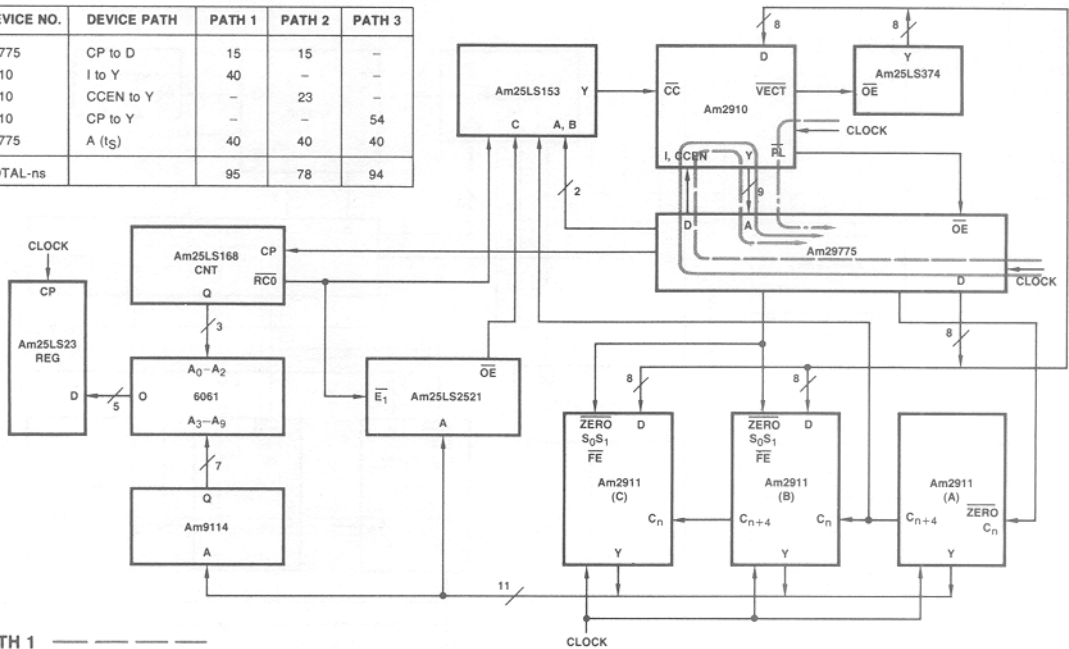 EVICE NO. DEVICE PATH PATH 1 PATH 2 PATH 3
775 CP to D 15 15 –
10 I to Y 40 – –
10 CCEN to Y – 23 –
10 CP to Y – – 54
775 A (tS) 40 40 40
OTAL-ns 95 78 94
8
8
D
CC
VECT
Am2910
I, CCEN
Y
PL
Y
Am25LS374
OE
CLOCK
Am25LS153
Y
C
A, B
2
9
D
A
OE
Am29775
D
CLOCK
8
CLOCK
CP
Am25LS23
REG
D
5
Am25LS168
CNT
CP
RC0
Q
3
A0–A2
O
6061
A3–A9
7
Q
Am9114
A
OE
E1
Am25LS2521
A
8
ZERO
D
S0S1
FE
Am2911
(C)
Cn
Y
8
ZERO
D
S0S1
FE
Am2911
(B)
Cn+4
Cn
Y
Am2911
(A)
ZERO
Cn+4
Cn
Y
11
CLOCK
TH 1